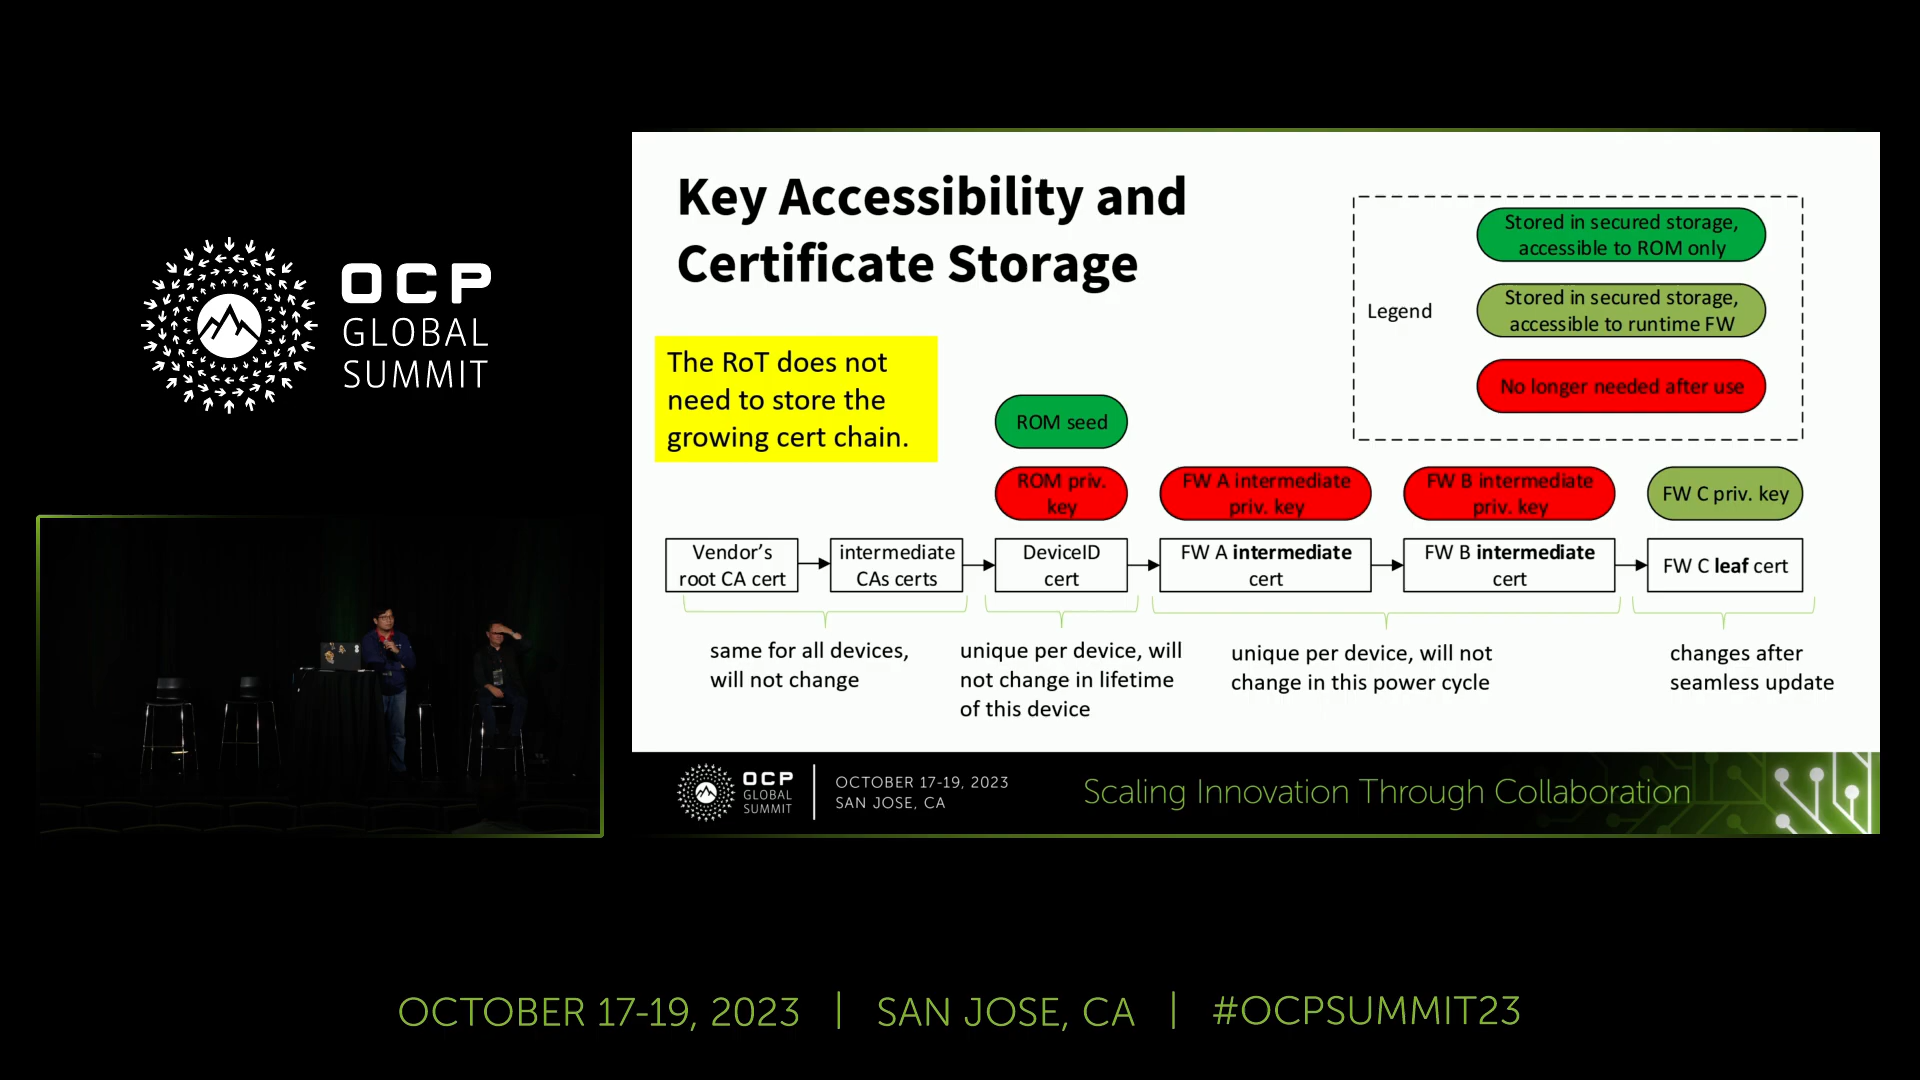 OCP
GLOBAL
SUMMIT
Key Accessibility and
Certificate Storage
Legend
Stored in secured storage,
accessible to ROM only
Stored in secured storage,
accessible to runtime FW
No longer needed after use
The RoT does not
need to store the
growing cert chain.
ROM seed
ROM priv.
key
FW A intermediate
priv. key
FW B intermediate
priv. key
FW C priv. key
Vendor's
root CA cert
intermediate
CAs certs
DeviceID
cert
FW A intermediate
cert
FW B intermediate
cert
FW C leaf cert
same for all devices,
will not change
unique per device, will
not change in lifetime
of this device
unique per device, will not
change in this power cycle
changes after
seamless update
OCP
GLOBAL
SUMMIT
OCTOBER 17-19, 2023
SAN JOSE, CA
Scaling Innovation Through Collaboration
OCTOBER 17-19, 2023 | SAN JOSE, CA | #OCPSUMMIT23